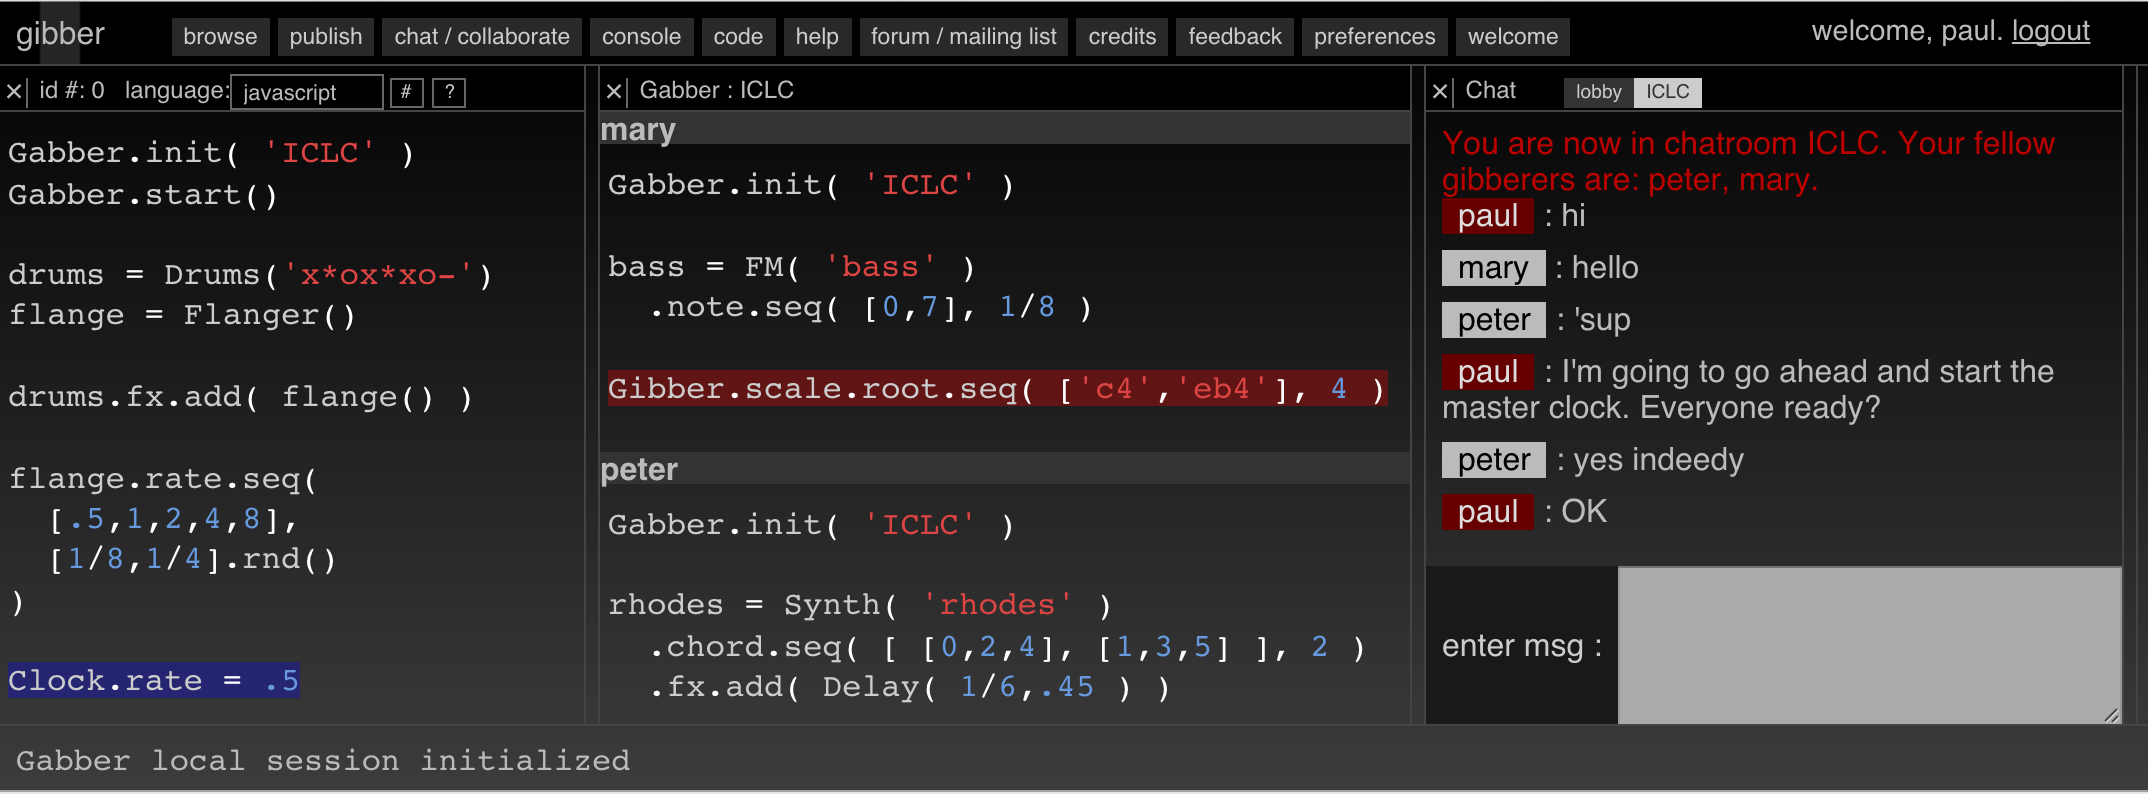 gibber browse publish chat / collaborate console code help forum / mailing list credits feedback preferences welcome welcome, paul. logout
× id #: 0 language: javascript # ?
Gabber.init( 'ICLC' )
Gabber.start()
drums = Drums('x*ox*xo-')
flange = Flanger()
drums.fx.add( flange() )
flange.rate.seq(
[.5,1,2,4,8],
[1/8,1/4].rnd()
)
Clock.rate = .5
× Gabber : ICLC
mary
Gabber.init( 'ICLC' )
bass = FM( 'bass' )
.note.seq( [0,7], 1/8 )
Gibber.scale.root.seq( ['c4','eb4'], 4 )
peter
Gabber.init( 'ICLC' )
rhodes = Synth( 'rhodes' )
.chord.seq( [ [0,2,4], [1,3,5] ], 2 )
.fx.add( Delay( 1/6,.45 ) )
× Chat lobby ICLC
You are now in chatroom ICLC. Your fellow
gibberers are: peter, mary.
paul : hi
mary : hello
peter : 'sup
paul : I'm going to go ahead and start the
master clock. Everyone ready?
peter : yes indeedy
paul : OK
enter msg :
Gabber local session initialized